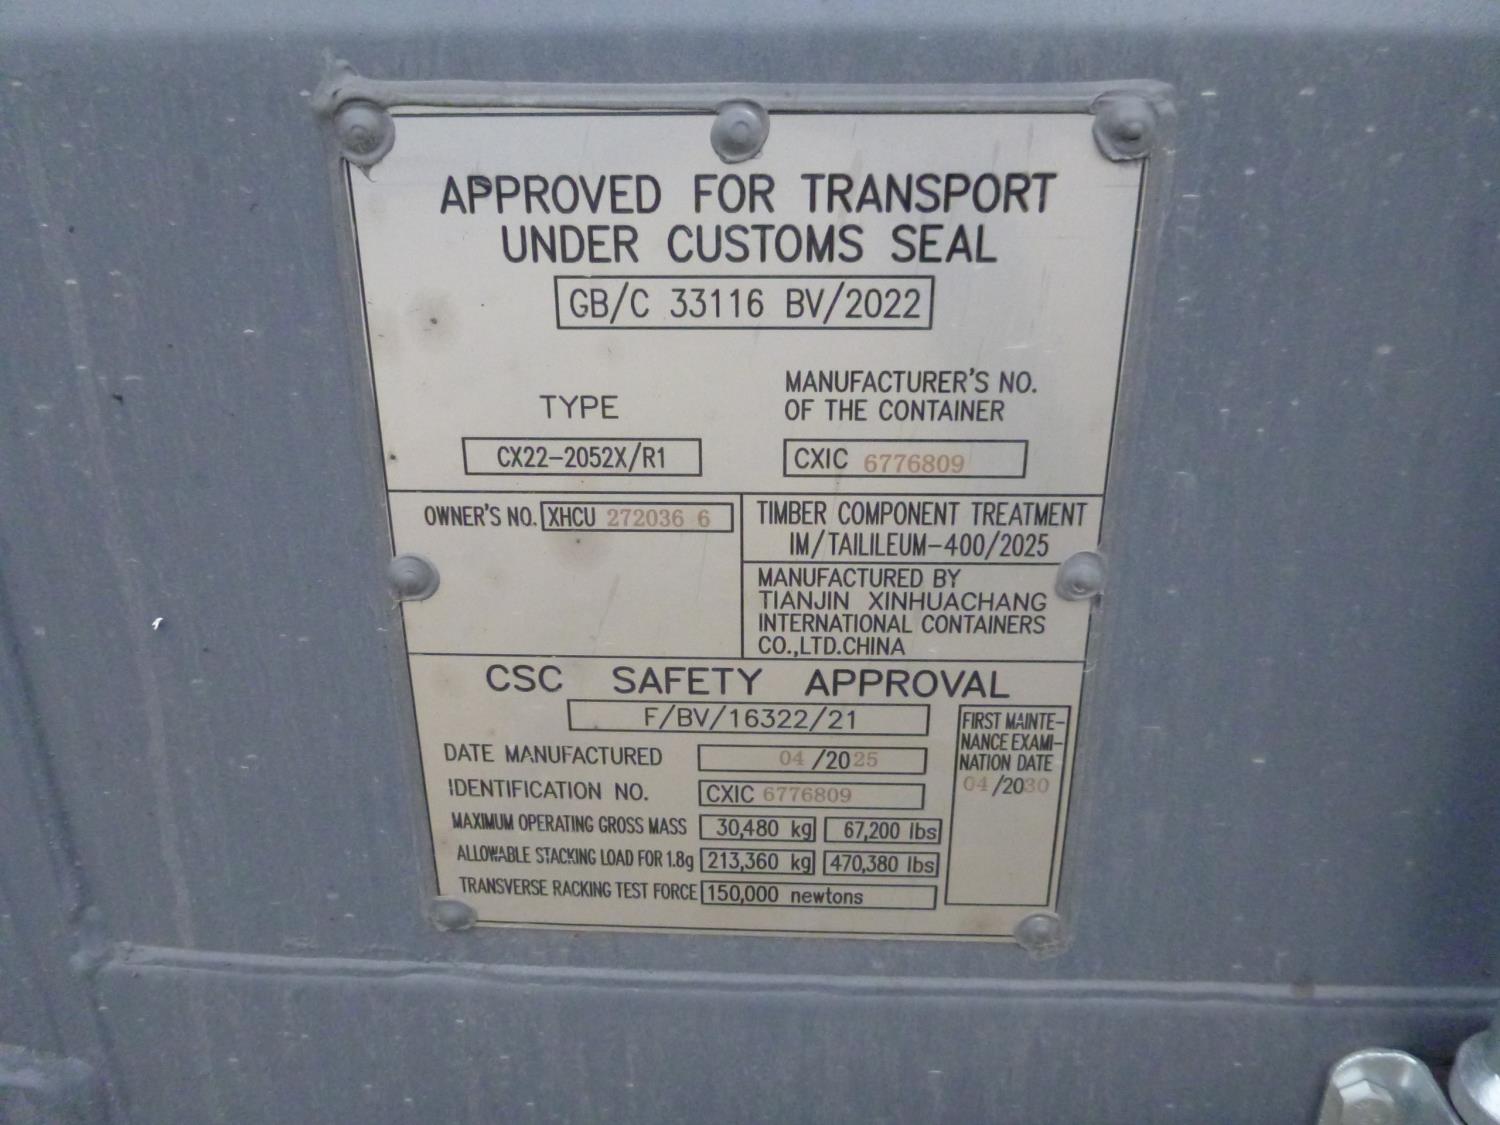 APPROVED FOR TRANSPORT
UNDER CUSTOMS SEAL
GB/C 33116 BV/2022
TYPE
CX22-2052X/R1
MANUFACTURER'S NO.
OF THE CONTAINER
CXIC 6776809
OWNER'S NO. XHCU 272036 6
TIMBER COMPONENT TREATMENT
IM/TAILILEUM-400/2025
MANUFACTURED BY
TIANJIN XINHUACHANG
INTERNATIONAL CONTAINERS
CO.,LTD.CHINA
CSC SAFETY APPROVAL
F/BV/16322/21
DATE MANUFACTURED 04/2025
IDENTIFICATION NO. CXIC 6776809
MAXIMUM OPERATING GROSS MASS 30,480 kg 67,200 lbs
ALLOWABLE STACKING LOAD FOR 1.8g 213,360 kg 470,380 lbs
TRANSVERSE RACKING TEST FORCE 150,000 newtons
FIRST MAINTE-
NANCE EXAMI-
NATION DATE
04/2030